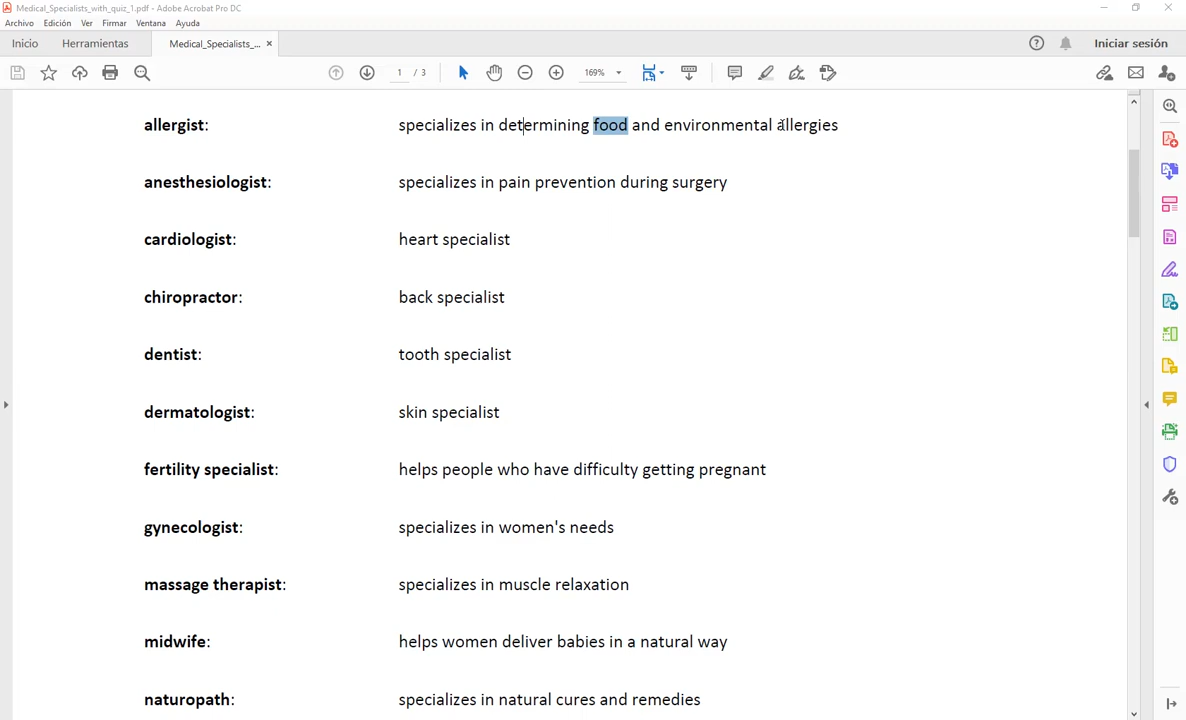 Medical_Specialists_with_quiz_1.pdf - Adobe Acrobat Pro DC
Archivo Edición Ver Firmar Ventana Ayuda
Inicio Herramientas Medical_Specialists_... × Iniciar sesión
1 / 3 169%
allergist: specializes in determining food and environmental allergies
anesthesiologist: specializes in pain prevention during surgery
cardiologist: heart specialist
chiropractor: back specialist
dentist: tooth specialist
dermatologist: skin specialist
fertility specialist: helps people who have difficulty getting pregnant
gynecologist: specializes in women's needs
massage therapist: specializes in muscle relaxation
midwife: helps women deliver babies in a natural way
naturopath: specializes in natural cures and remedies